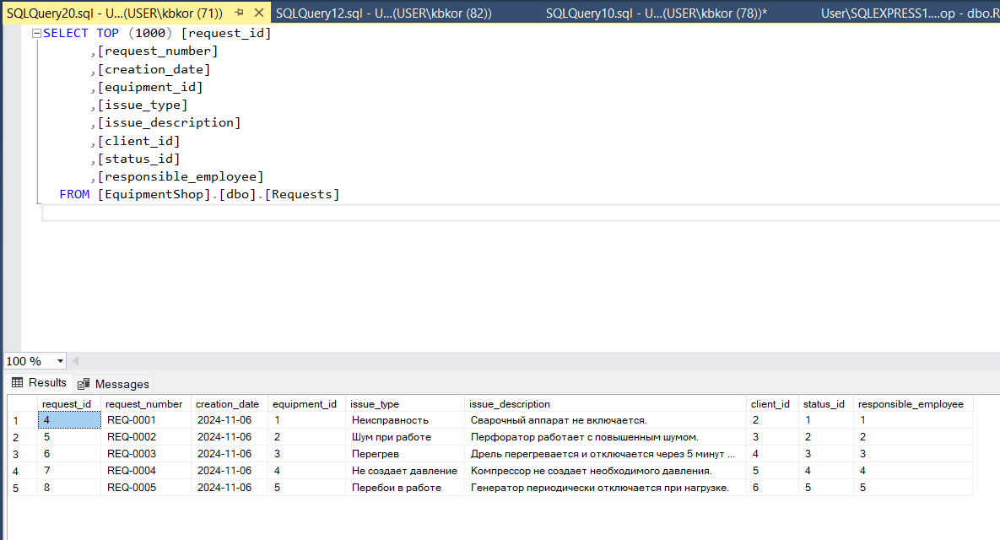 SQLQuery20.sql - U...(USER\kbkor (71)) SQLQuery12.sql - U...(USER\kbkor (82)) SQLQuery10.sql - U...(USER\kbkor (78))* User\SQLEXPRESS1....op - dbo.R
SELECT TOP (1000) [request_id]
,[request_number]
,[creation_date]
,[equipment_id]
,[issue_type]
,[issue_description]
,[client_id]
,[status_id]
,[responsible_employee]
FROM [EquipmentShop].[dbo].[Requests]
100 %
Results Messages
request_id request_number creation_date equipment_id issue_type issue_description client_id status_id responsible_employee
1 4 REQ-0001 2024-11-06 1 Неисправность Сварочный аппарат не включается. 2 1 1
2 5 REQ-0002 2024-11-06 2 Шум при работе Перфоратор работает с повышенным шумом. 3 2 2
3 6 REQ-0003 2024-11-06 3 Перегрев Дрель перегревается и отключается через 5 минут ... 4 3 3
4 7 REQ-0004 2024-11-06 4 Не создает давление Компрессор не создает необходимого давления. 5 4 4
5 8 REQ-0005 2024-11-06 5 Перебои в работе Генератор периодически отключается при нагрузке. 6 5 5